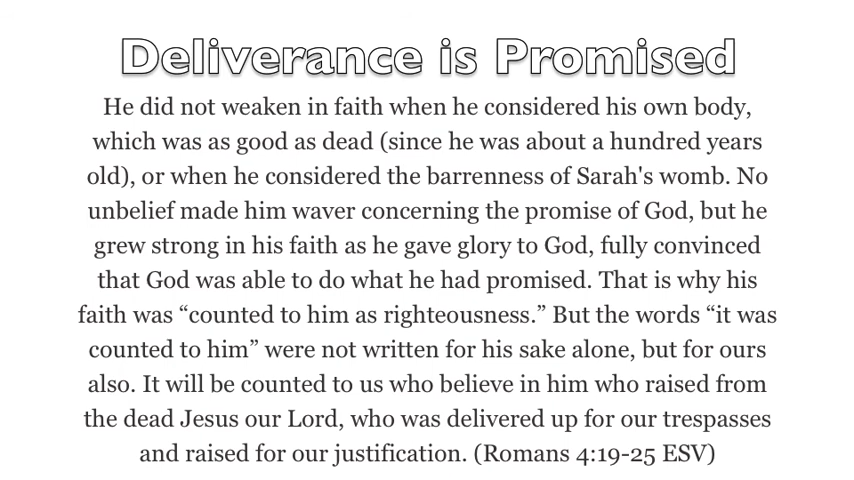 Deliverance is Promised
He did not weaken in faith when he considered his own body,
which was as good as dead (since he was about a hundred years
old), or when he considered the barrenness of Sarah's womb. No
unbelief made him waver concerning the promise of God, but he
grew strong in his faith as he gave glory to God, fully convinced
that God was able to do what he had promised. That is why his
faith was “counted to him as righteousness.” But the words “it was
counted to him” were not written for his sake alone, but for ours
also. It will be counted to us who believe in him who raised from
the dead Jesus our Lord, who was delivered up for our trespasses
and raised for our justification. (Romans 4:19-25 ESV)